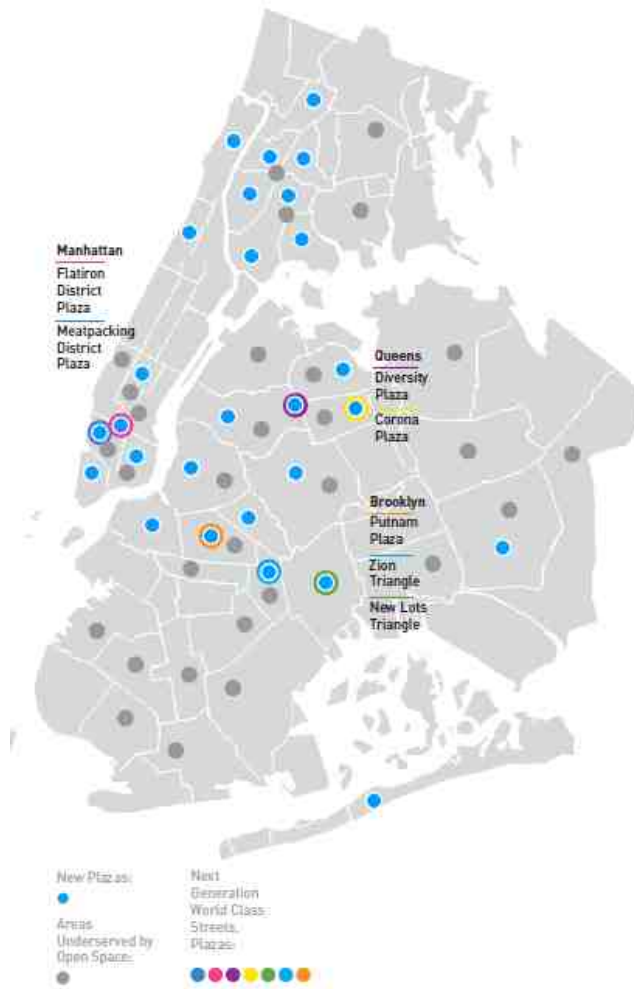 Manhattan
Flatiron
District
Plaza
Meatpacking
District
Plaza
Queens
Diversity
Plaza
Corona
Plaza
Brooklyn
Putnam
Plaza
Zion
Triangle
New Lots
Triangle
New Plazas:
Areas
Underserved by
Open Space:
Next
Generation
World Class
Streets,
Plazas: